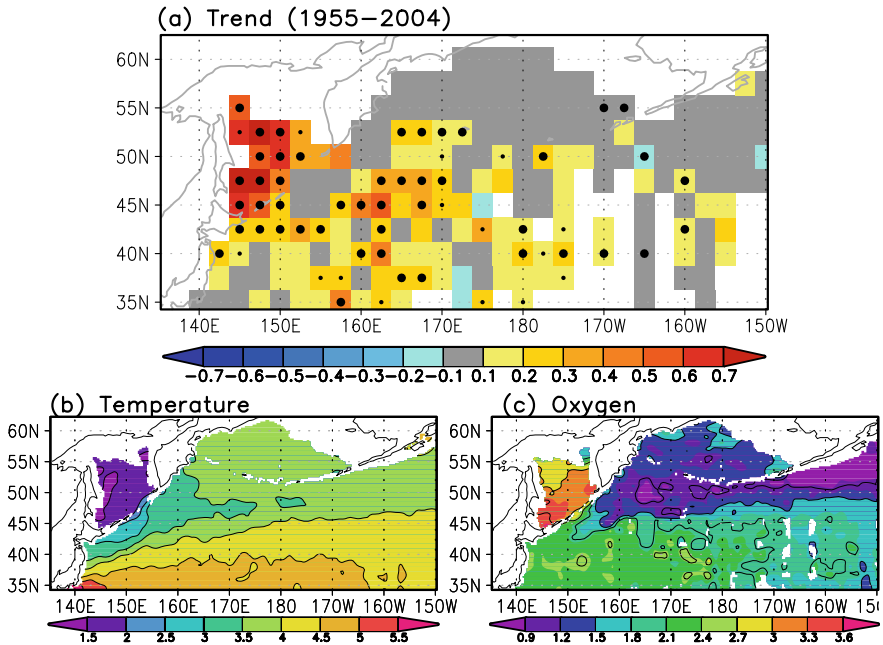 (a) Trend (1955−2004)
60N
55N
50N
45N
40N
35N
140E 150E 160E 170E 180 170W 160W 150W
−0.7 −0.6 −0.5 −0.4 −0.3 −0.2 −0.1 0.1 0.2 0.3 0.4 0.5 0.6 0.7
(b) Temperature
60N
55N
50N
45N
40N
35N
140E 150E 160E 170E 180 170W 160W 150W
1.5 2 2.5 3 3.5 4 4.5 5 5.5
(c) Oxygen
60N
55N
50N
45N
40N
35N
140E 150E 160E 170E 180 170W 160W 150W
0.9 1.2 1.5 1.8 2.1 2.4 2.7 3 3.3 3.6